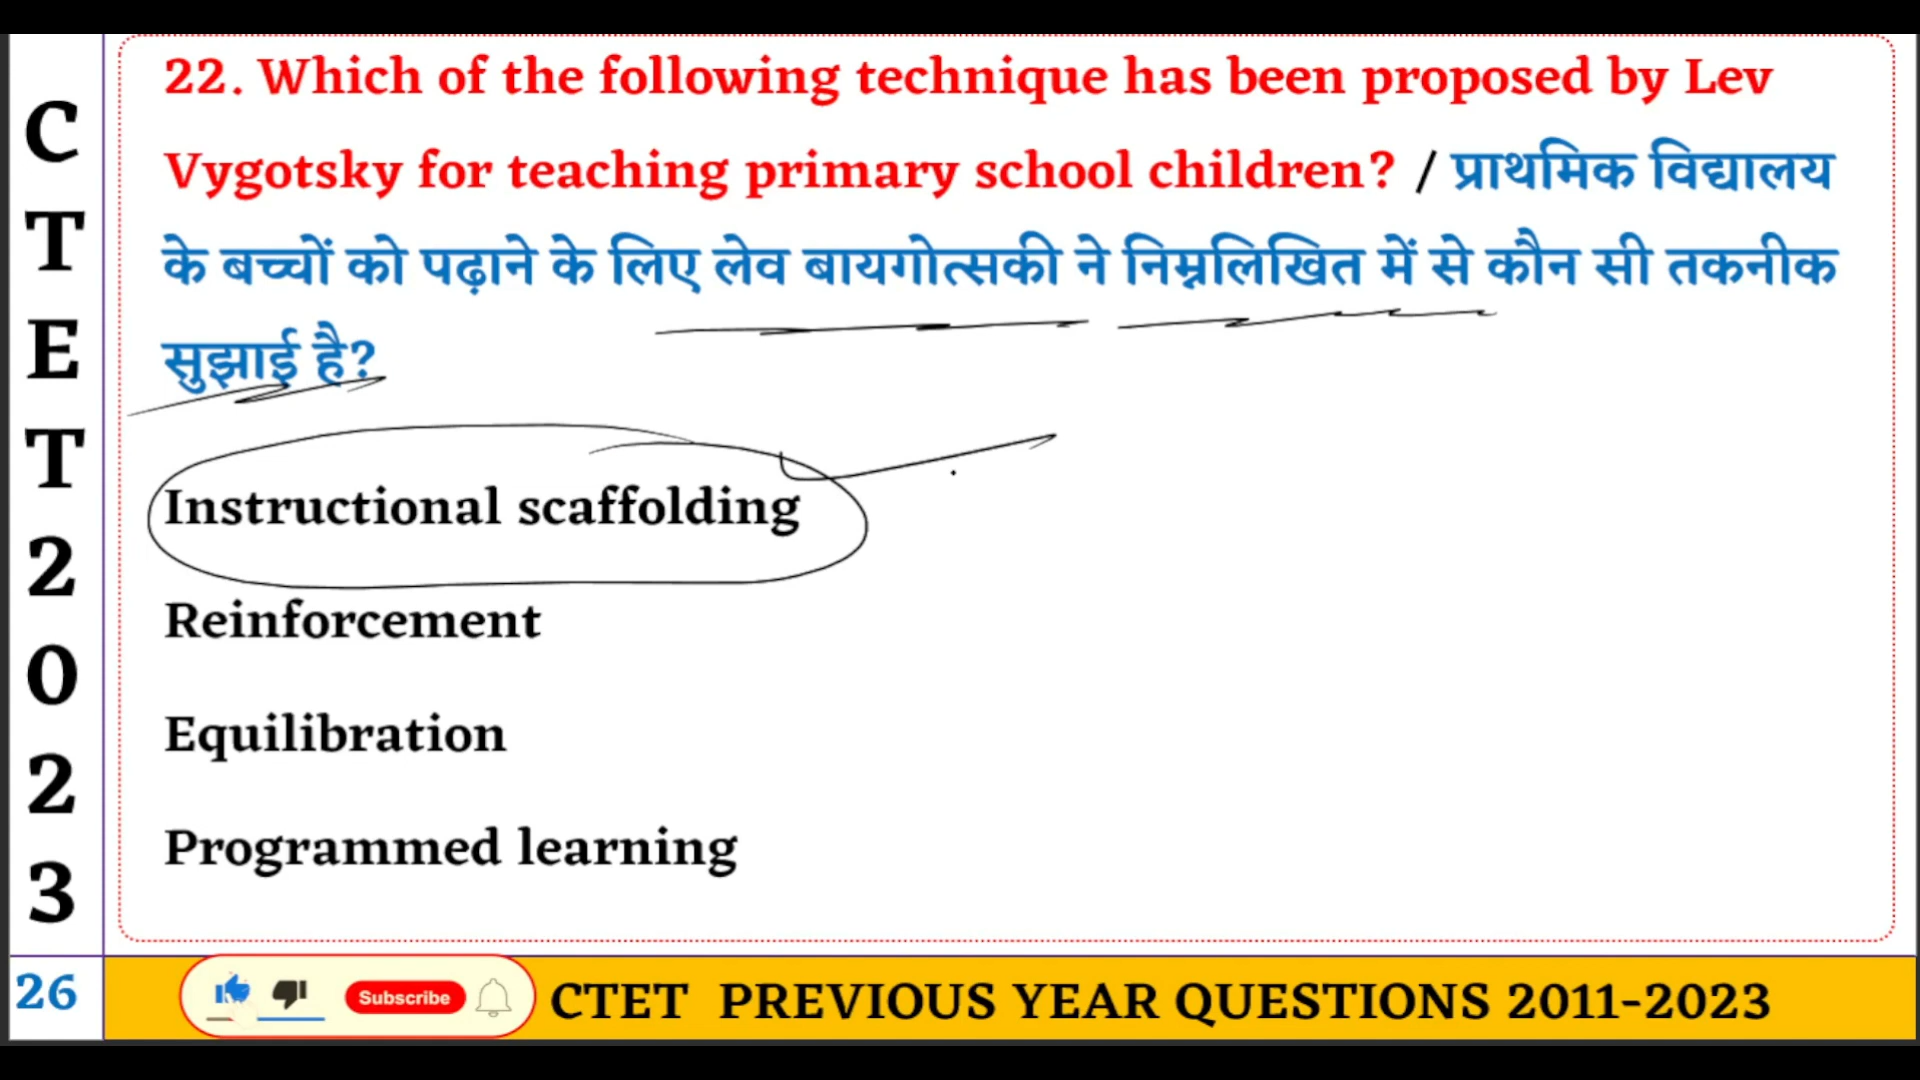 22. Which of the following technique has been proposed by Lev
Vygotsky for teaching primary school children? / प्राथमिक विद्यालय
के बच्चों को पढ़ाने के लिए लेव बायगोत्सकी ने निम्नलिखित में से कौन सी तकनीक
सुझाई है?
Instructional scaffolding
Reinforcement
Equilibration
Programmed learning
C
T
E
T
2
0
2
3
26
Subscribe
CTET PREVIOUS YEAR QUESTIONS 2011-2023